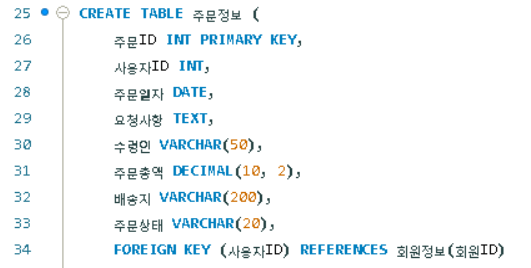 25 CREATE TABLE 주문정보 (
26 주문ID INT PRIMARY KEY,
27 사용자ID INT,
28 주문일자 DATE,
29 요청사항 TEXT,
30 수령인 VARCHAR(50),
31 주문총액 DECIMAL(10, 2),
32 배송지 VARCHAR(200),
33 주문상태 VARCHAR(20),
34 FOREIGN KEY (사용자ID) REFERENCES 회원정보(회원ID)